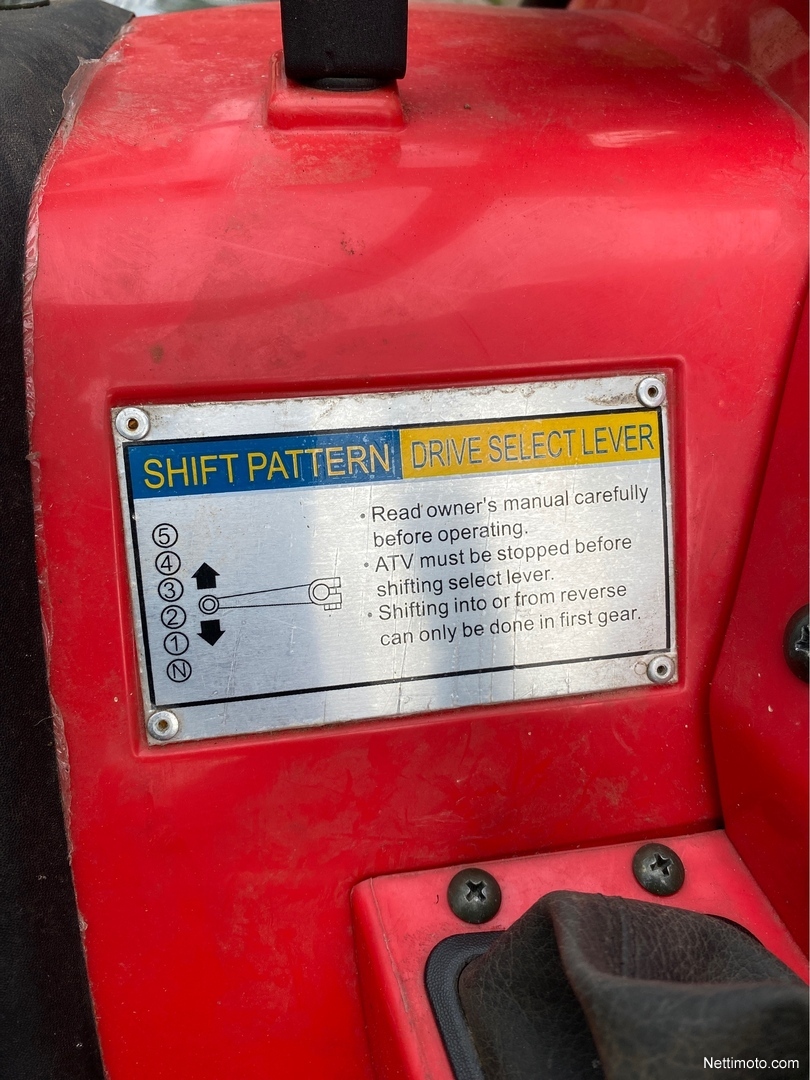 SHIFT PATTERN
DRIVE SELECT LEVER
5
4
3
2
1
N
• Read owner's manual carefully
before operating.
• ATV must be stopped before
shifting select lever.
• Shifting into or from reverse
can only be done in first gear.
Nettimoto.com